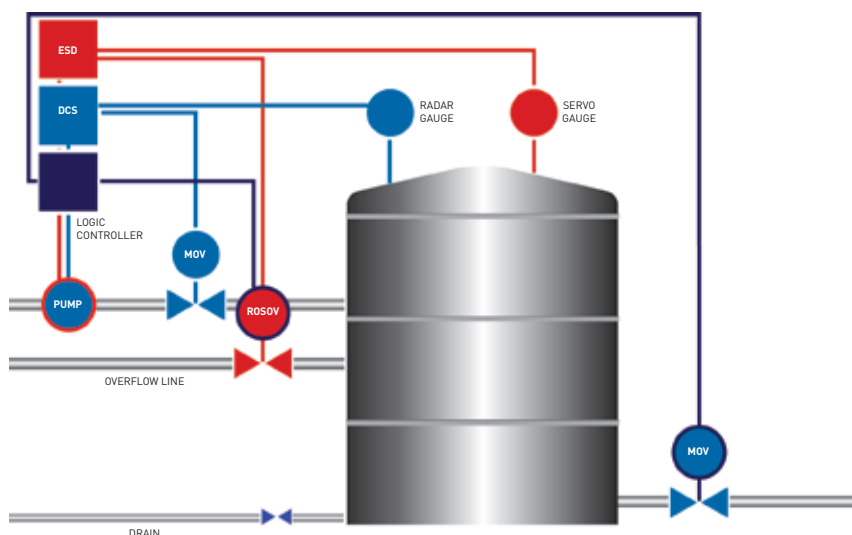 ESD
DCS
RADAR
GAUGE
SERVO
GAUGE
LOGIC
CONTROLLER
MOV
PUMP
ROSOV
OVERFLOW LINE
MOV
DRAIN